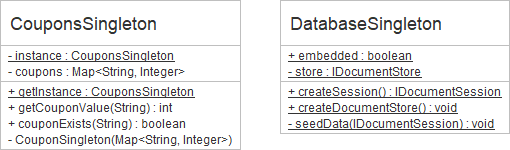 CouponsSingleton
- instance : CouponsSingleton
- coupons : Map<String, Integer>
+ getInstance : CouponsSingleton
+ getCouponValue(String) : int
+ couponExists(String) : boolean
- CouponSingleton(Map<String, Integer>)
DatabaseSingleton
+ embedded : boolean
- store : IDocumentStore
+ createSession() : IDocumentSession
+ createDocumentStore() : void
- seedData(IDocumentSession) : void